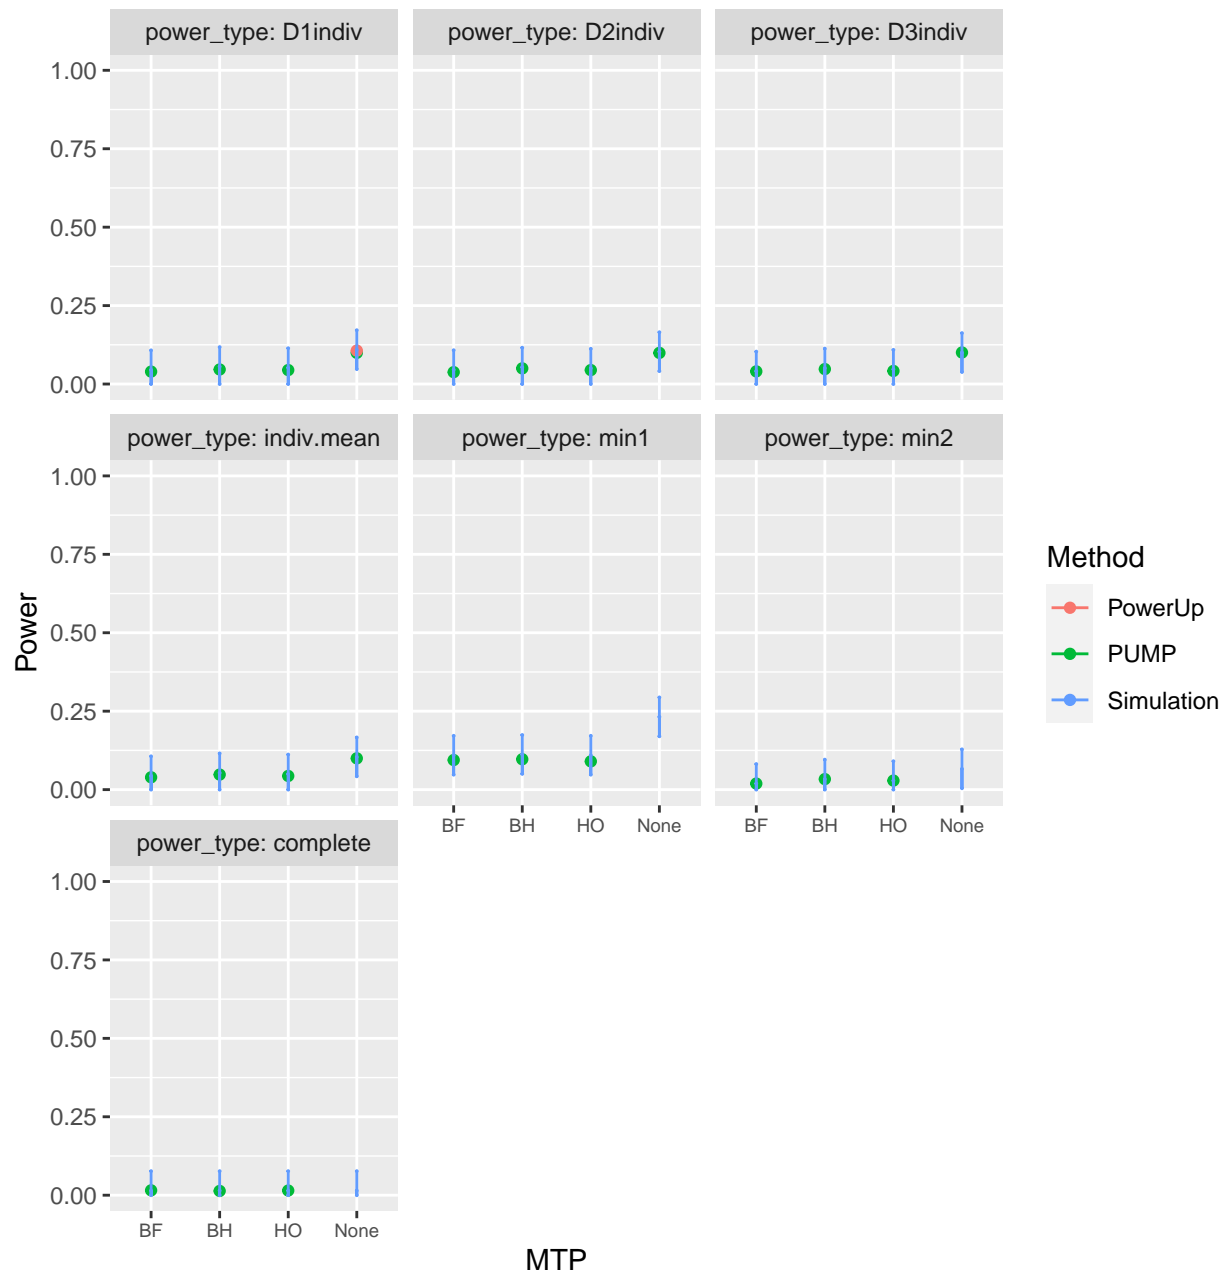 power_type: D1indiv
power_type: D2indiv
power_type: D3indiv
1.00
0.75
0.50
0.25
0.00
power_type: indiv.mean
power_type: min1
power_type: min2
1.00
0.75
0.50
0.25
0.00
BF BH HO None
BF BH HO None
power_type: complete
1.00
0.75
0.50
0.25
0.00
BF BH HO None
MTP
Power
Method
PowerUp
PUMP
Simulation